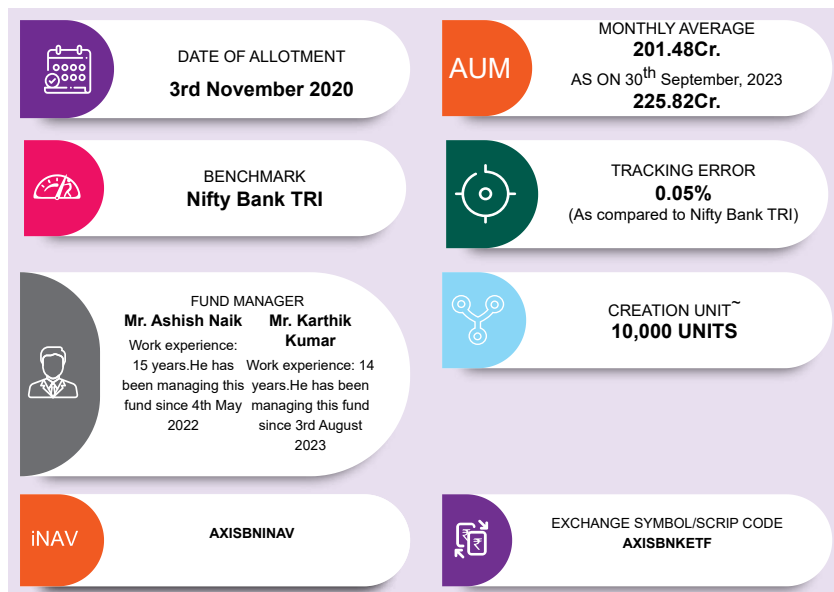 DATE OF ALLOTMENT
3rd November 2020
AUM
MONTHLY AVERAGE
201.48Cr.
AS ON 30th September, 2023
225.82Cr.
BENCHMARK
Nifty Bank TRI
TRACKING ERROR
0.05%
(As compared to Nifty Bank TRI)
FUND MANAGER
Mr. Ashish Naik
Work experience:
15 years.He has
been managing this
fund since 4th May
2022
Mr. Karthik
Kumar
Work experience: 14
years.He has been
managing this fund
since 3rd August
2023
CREATION UNIT~
10,000 UNITS
iNAV
AXISBNINAV
₹
₹
EXCHANGE SYMBOL/SCRIP CODE
AXISBNKETF